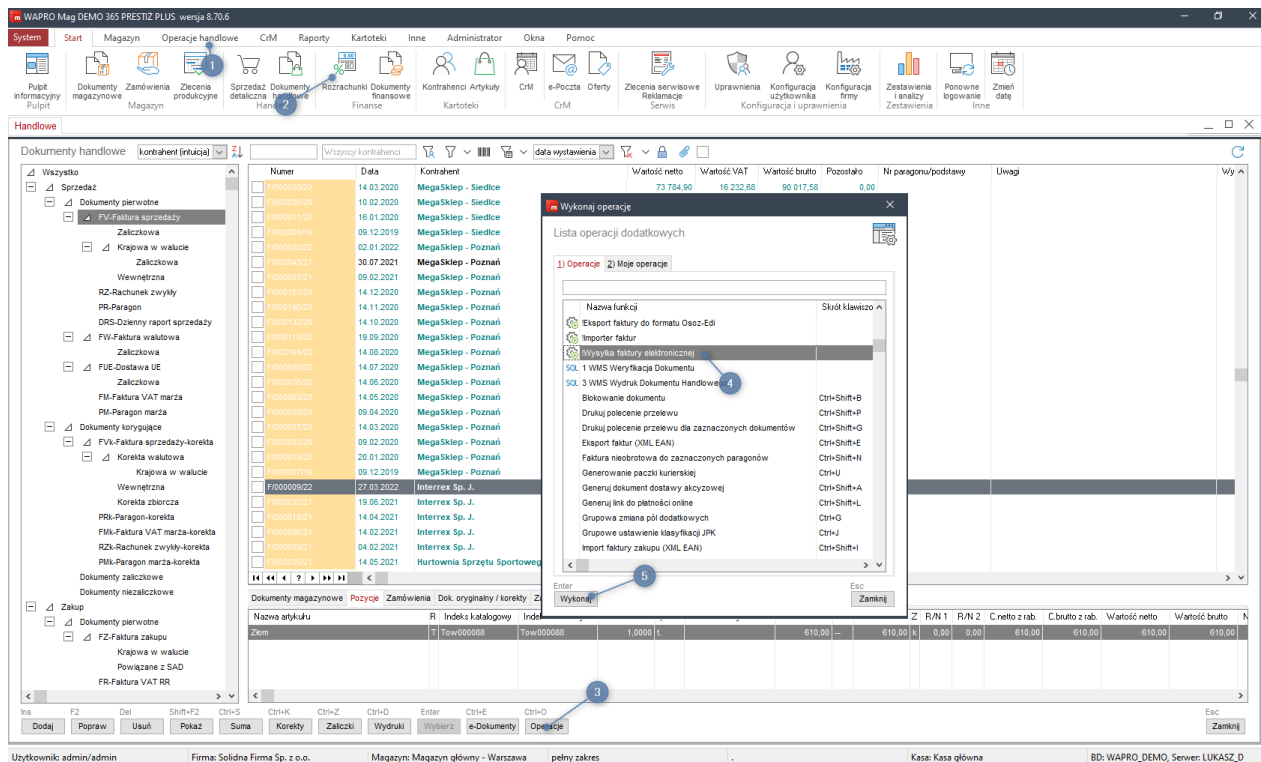 WAPRO Mag DEMO 365 PRESTIŻ PLUS wersja 8.70.6
System Start Magazyn Operacje handlowe CrM Raporty Kartoteki Inne Administrator Okna Pomoc
1
2
Pulpit informacyjny
Dokumenty magazynowe
Zamówienia
Zlecenia produkcyjne
Sprzedaż detaliczna
Dokumenty handlowe
Rozrachunki
Dokumenty finansowe
Kontrahenci
Artykuły
CrM
e-Poczta
Oferty
Zlecenia serwisowe Reklamacje
Uprawnienia
Konfiguracja użytkownika
Konfiguracja firmy
Zestawienia i analizy
Ponowne logowanie
Zmień datę
Pulpit Magazyn Finanse Kartoteki CrM Serwis Konfiguracja i uprawnienia Zestawienia Inne
Handlowe
Dokumenty handlowe kontrahent (intuicja) Wszyscy kontrahenci data wystawienia
Wszystko
Sprzedaż
Dokumenty pierwotne
FV-Faktura sprzedaży
Zaliczkowa
Krajowa w walucie
Zaliczkowa
Wewnętrzna
RZ-Rachunek zwykły
PR-Paragon
DRS-Dzienny raport sprzedaży
FW-Faktura walutowa
Zaliczkowa
FUE-Dostawa UE
Zaliczkowa
FM-Faktura VAT marża
PM-Paragon marża
Dokumenty korygujące
FVk-Faktura sprzedaży-korekta
Korekta walutowa
Krajowa w walucie
Wewnętrzna
Korekta zbiorcza
PRk-Paragon-korekta
FMk-Faktura VAT marża-korekta
RZk-Rachunek zwykły-korekta
PMk-Paragon marża-korekta
Dokumenty zaliczkowe
Dokumenty niezaliczkowe
Zakup
Dokumenty pierwotne
FZ-Faktura zakupu
Krajowa w walucie
Powiązane z SAD
FR-Faktura VAT RR
Numer Data Kontrahent Wartość netto Wartość VAT Wartość brutto Pozostało Nr paragonu/podstawy Uwagi Wy
14.03.2020 MegaSklep - Siedlce 73 784,90 16 232,68 90 017,58 0,00
10.02.2020 MegaSklep - Siedlce
16.01.2020 MegaSklep - Siedlce
09.12.2019 MegaSklep - Siedlce
02.01.2022 MegaSklep - Poznań
30.07.2021 MegaSklep - Poznań
09.02.2021 MegaSklep - Poznań
14.12.2020 MegaSklep - Poznań
14.11.2020 MegaSklep - Poznań
14.10.2020 MegaSklep - Poznań
19.09.2020 MegaSklep - Poznań
14.08.2020 MegaSklep - Poznań
14.07.2020 MegaSklep - Poznań
14.06.2020 MegaSklep - Poznań
14.05.2020 MegaSklep - Poznań
09.04.2020 MegaSklep - Poznań
14.03.2020 MegaSklep - Poznań
09.02.2020 MegaSklep - Poznań
20.01.2020 MegaSklep - Poznań
09.12.2019 MegaSklep - Poznań
F/000009/22 27.03.2022 Interrex Sp. J.
19.06.2021 Interrex Sp. J.
14.04.2021 Interrex Sp. J.
14.02.2021 Interrex Sp. J.
04.02.2021 Interrex Sp. J.
14.05.2021 Hurtownia Sprzętu Sportoweg
Wykonaj operację
Lista operacji dodatkowych
1) Operacje 2) Moje operacje
Nazwa funkcji Skrót klawiszo
!Eksport faktury do formatu Osoz-Edi
!Importer faktur
!Wysyłka faktury elektronicznej
4
SQL 1 WMS Weryfikacja Dokumentu
SQL 3 WMS Wydruk Dokumentu Handlowego
Blokowanie dokumentu Ctrl+Shift+B
Drukuj polecenie przelewu Ctrl+Shift+P
Drukuj polecenie przelewu dla zaznaczonych dokumentów Ctrl+Shift+G
Eksport faktur (XML EAN) Ctrl+Shift+E
Faktura nieobrotowa do zaznaczonych paragonów Ctrl+Shift+N
Generowanie paczki kurierskiej Ctrl+U
Generuj dokument dostawy akcyzowej Ctrl+Shift+A
Generuj link do płatności online Ctrl+Shift+L
Grupowa zmiana pól dodatkowych Ctrl+G
Grupowe ustawienie klasyfikacji JPK Ctrl+J
Import faktury zakupu (XML EAN) Ctrl+Shift+I
5
Enter Esc
Wykonaj Zamknij
Dokumenty magazynowe Pozycje Zamówienia Dok. oryginalny / korekty
Nazwa artykułu R Indeks katalogowy Z R/N 1 R/N 2 C.netto z rab. C.brutto z rab. Wartość netto Wartość brutto N
Złom T Tow000088 Tow000088 1,0000 t. 610,00 — 610,00 k 0,00 0,00 610,00 610,00 610,00 610,00
3
Ins F2 Del Shift+F2 Ctrl+S Ctrl+K Ctrl+Z Ctrl+D Enter Ctrl+E Ctrl+O Esc
Dodaj Popraw Usuń Pokaż Suma Korekty Zaliczki Wydruki Wybierz e-Dokumenty Operacje Zamknij
Użytkownik: admin/admin Firma: Solidna Firma Sp. z o.o. Magazyn: Magazyn główny - Warszawa pełny zakres . Kasa: Kasa główna BD: WAPRO_DEMO, Serwer: LUKASZ_D